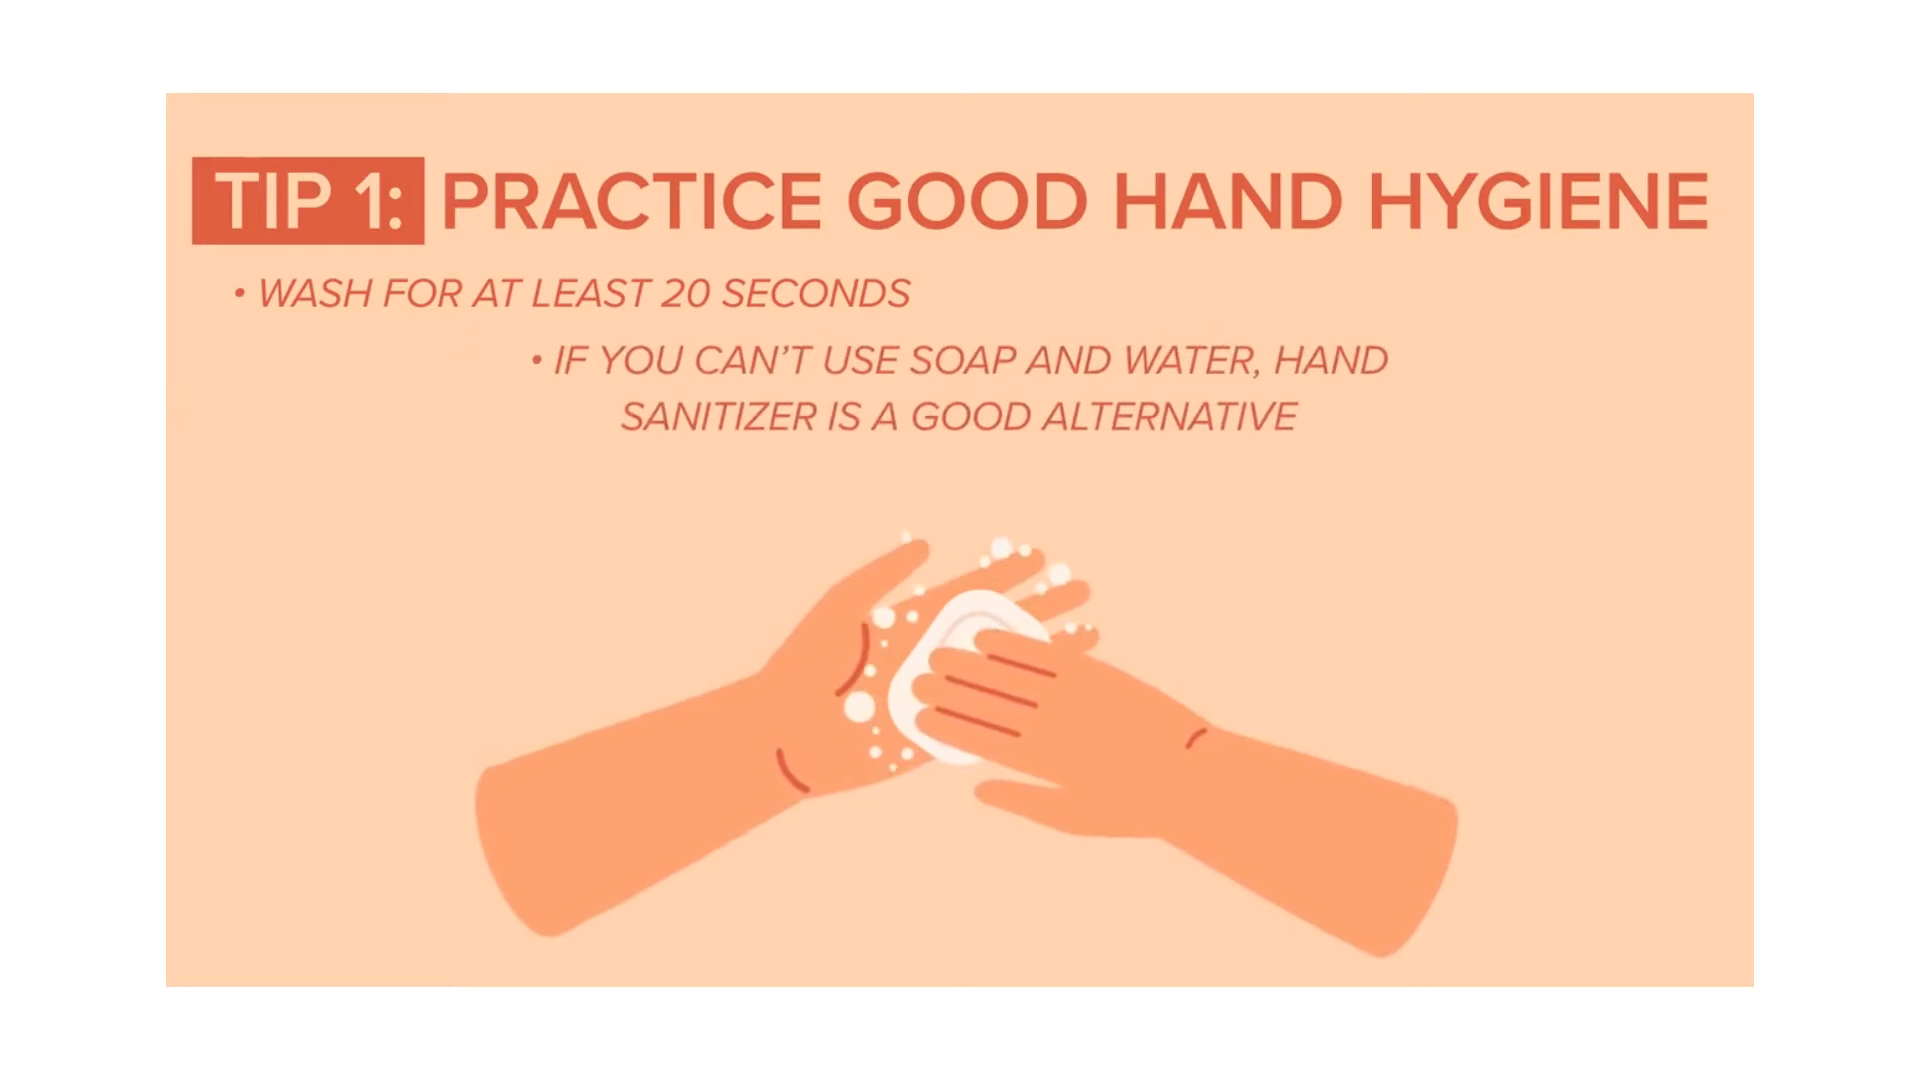 TIP 1: PRACTICE GOOD HAND HYGIENE
• WASH FOR AT LEAST 20 SECONDS
• IF YOU CAN’T USE SOAP AND WATER, HAND
SANITIZER IS A GOOD ALTERNATIVE